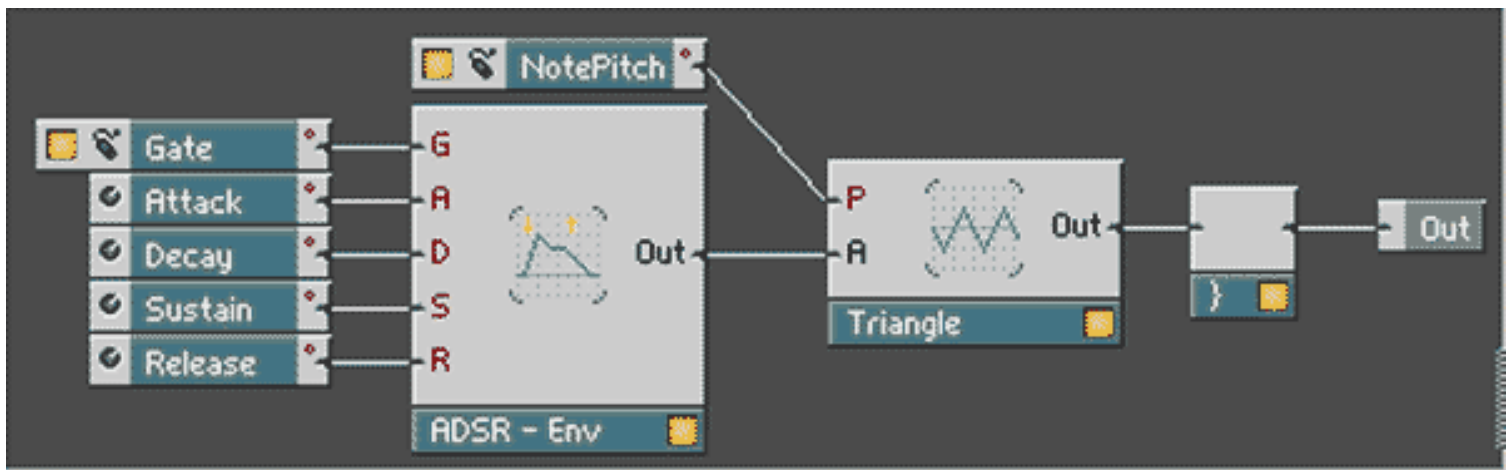 NotePitch
Gate
Attack
Decay
Sustain
Release
G
A
D
S
R
Out
ADSR - Env
P
A
Out
Triangle
}
Out